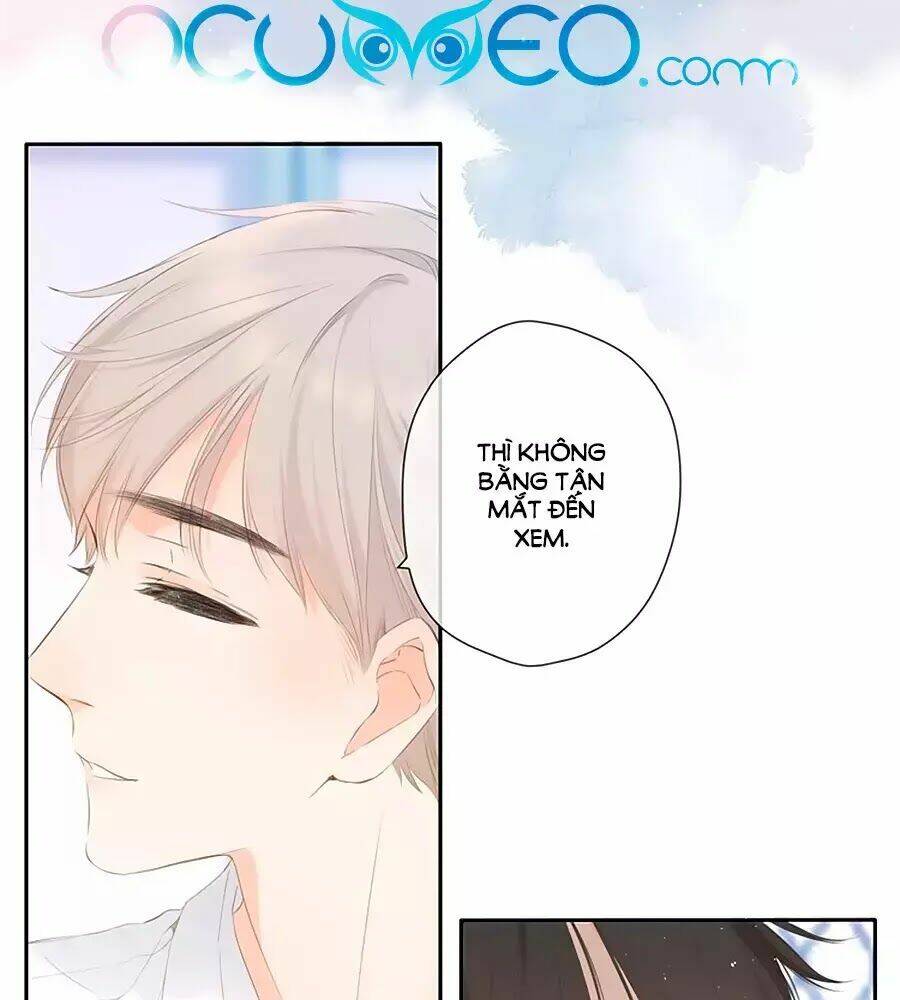 OCUMEO.com
THÌ KHÔNG
BẰNG TẬN
MẮT ĐẾN
XEM.